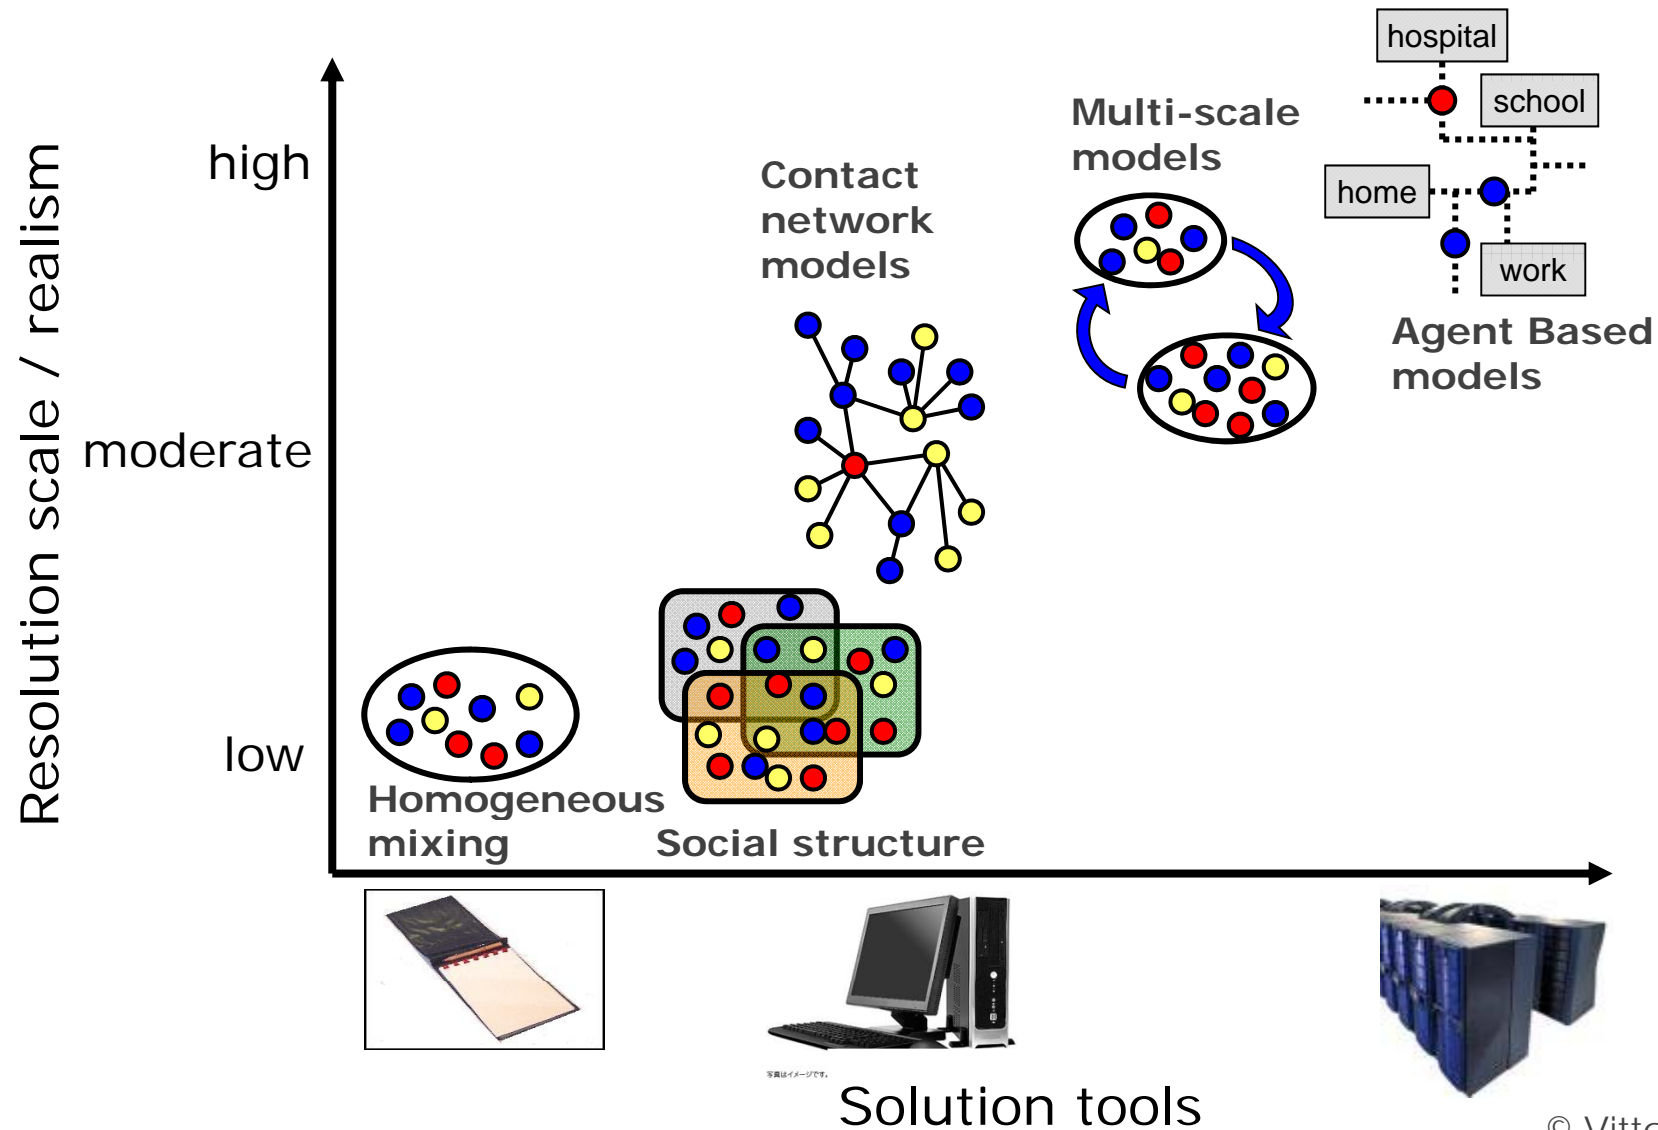 hospital
school
home
work
Multi-scale
models
Contact
network
models
Agent Based
models
Resolution scale / realism
high
moderate
low
Homogeneous
mixing
Social structure
写真はイメージです。
Solution tools
©